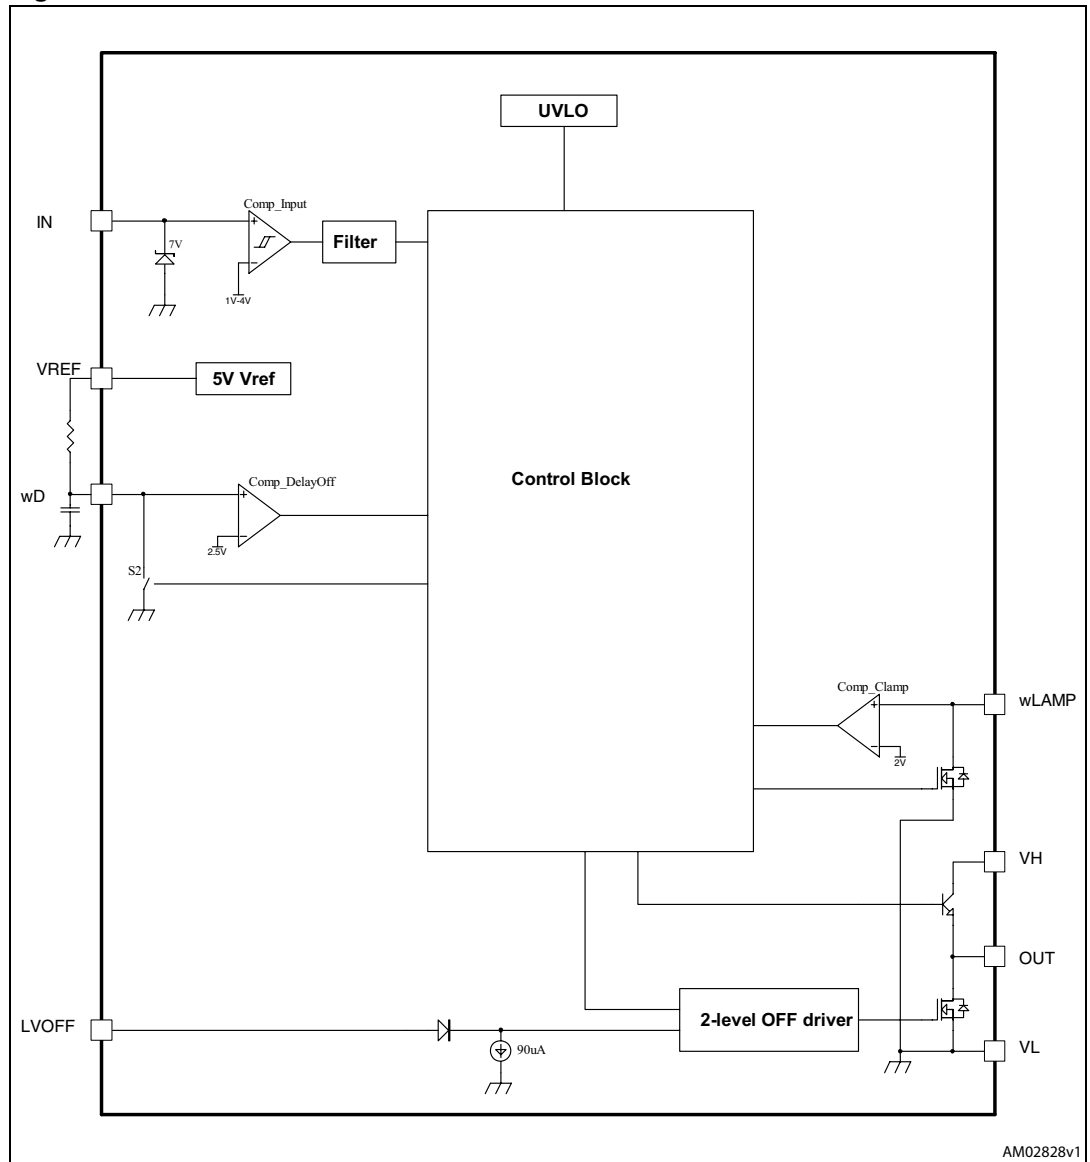 UVLO
Comp_Input
IN
7V
Filter
1V-4V
VREF
5V Vref
Comp_DelayOff
Control Block
wD
2.5V
S2
Comp_Clamp
wLAMP
2V
VH
OUT
2-level OFF driver
LVOFF
90uA
VL
AM02828v1